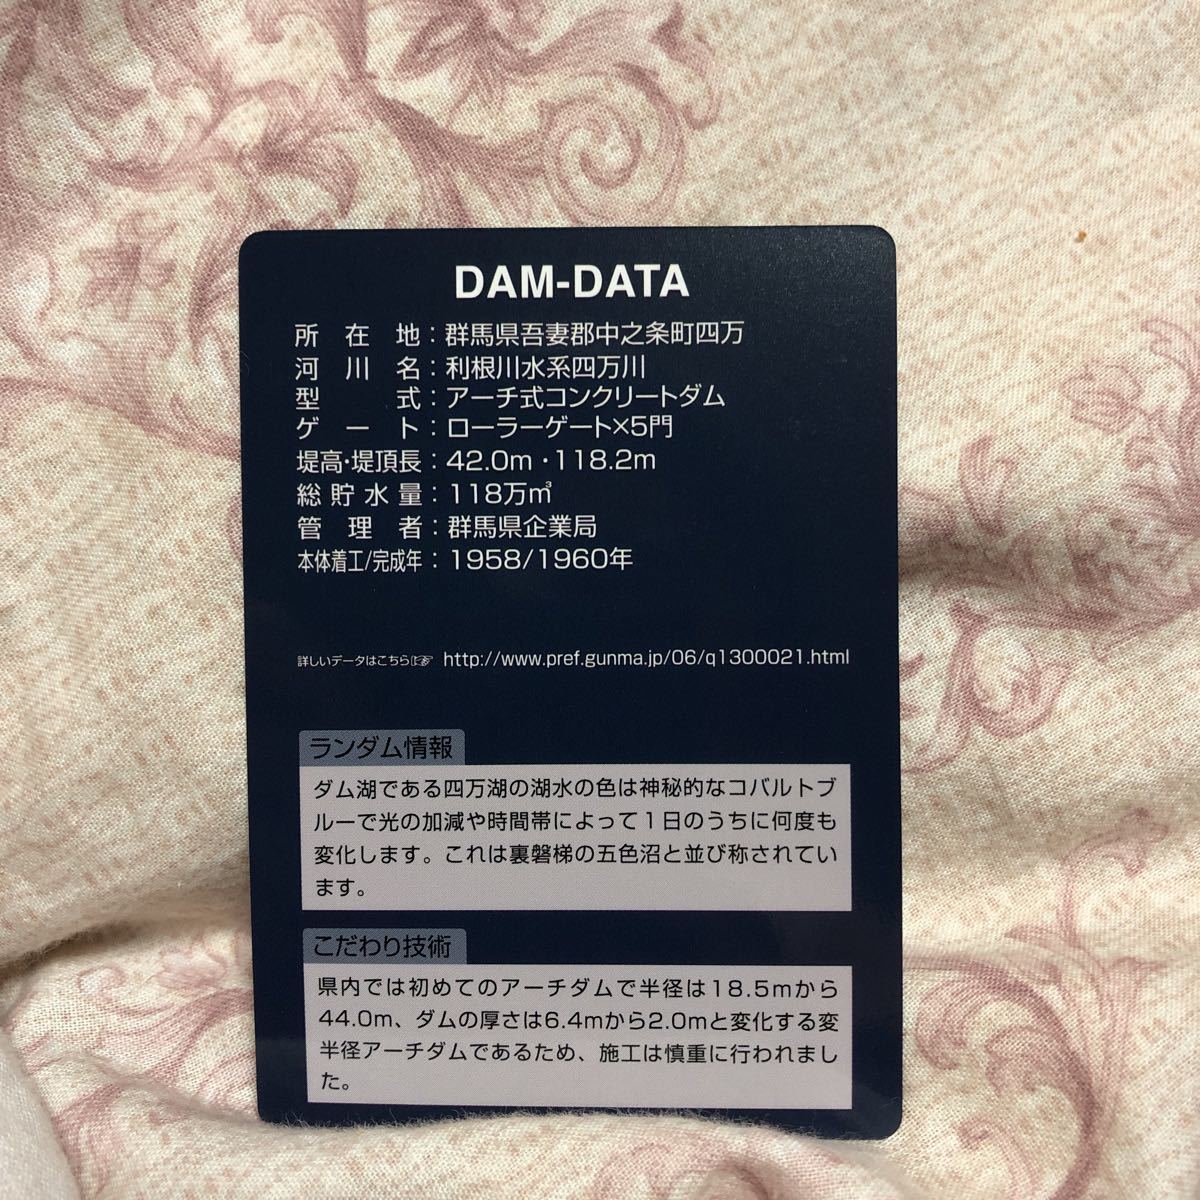 DAM-DATA
所在地：群馬県吾妻郡中之条町四万
河川名：利根川水系四万川
型式：アーチ式コンクリートダム
ゲート：ローラーゲート×5門
堤高・堤頂長：42.0m・118.2m
総貯水量：118万㎥
管理者：群馬県企業局
本体着工/完成年：1958/1960年
詳しいデータはこちら☞ http://www.pref.gunma.jp/06/q1300021.html
ランダム情報
ダム湖である四万湖の湖水の色は神秘的なコバルトブ
ルーで光の加減や時間帯によって1日のうちに何度も
変化します。これは裏磐梯の五色沼と並び称されてい
ます。
こだわり技術
県内では初めてのアーチダムで半径は18.5mから
44.0m、ダムの厚さは6.4mから2.0mと変化する変
半径アーチダムであるため、施工は慎重に行われまし
た。